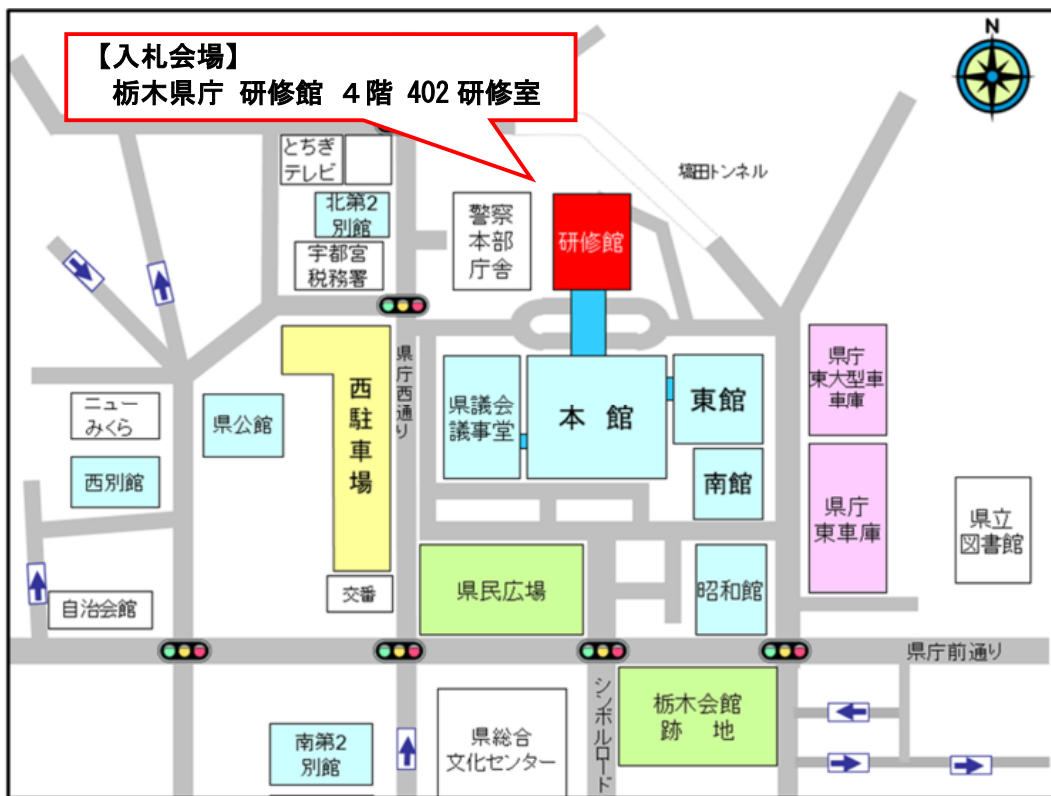 【入札会場】
栃木県庁 研修館 4階 402研修室
N
とちぎ
テレビ
塙田トンネル
北第2
別館
警察
本部
庁舎
研修館
宇都宮
税務署
県庁西通り
西駐車場
県議会
議事堂
本館
東館
県庁
東大型車
車庫
ニュー
みくら
県公館
西別館
南館
県庁
東車庫
県立
図書館
交番
県民広場
昭和館
自治会館
県庁前通り
シンボルロード
栃木会館
跡地
南第2
別館
県総合
文化センター